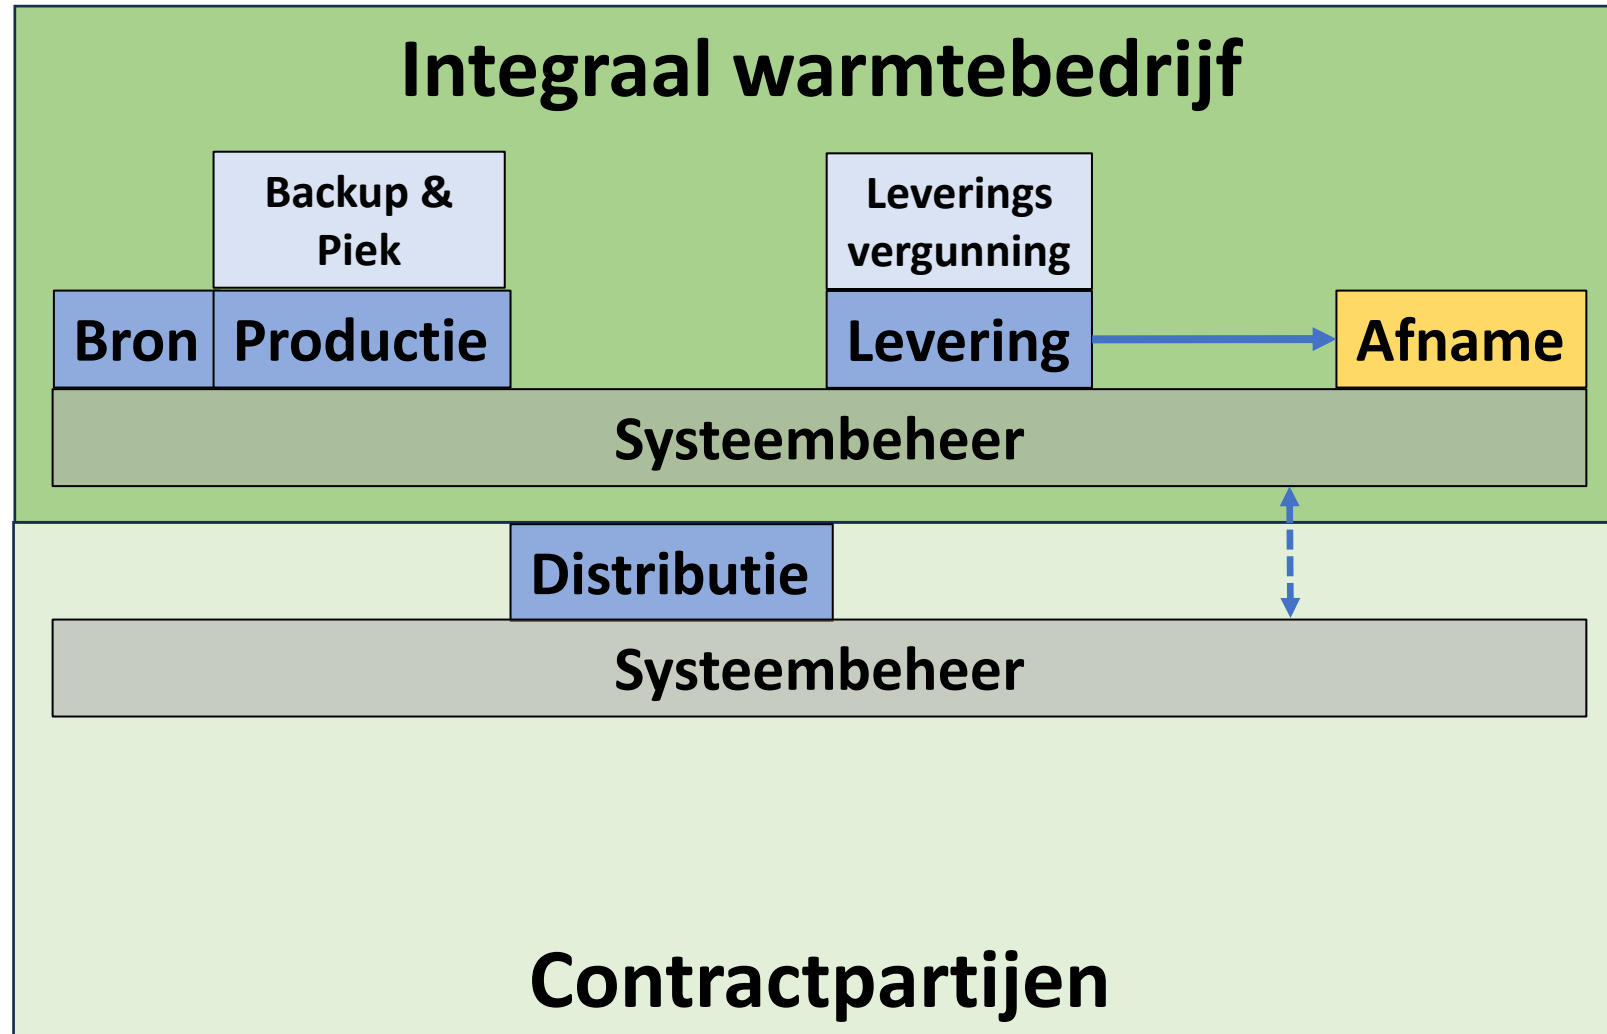 Integraal warmtebedrijf
Backup &
Piek
Leverings
vergunning
Bron
Productie
Levering
Afname
Systeembeheer
Distributie
Systeembeheer
Contractpartijen